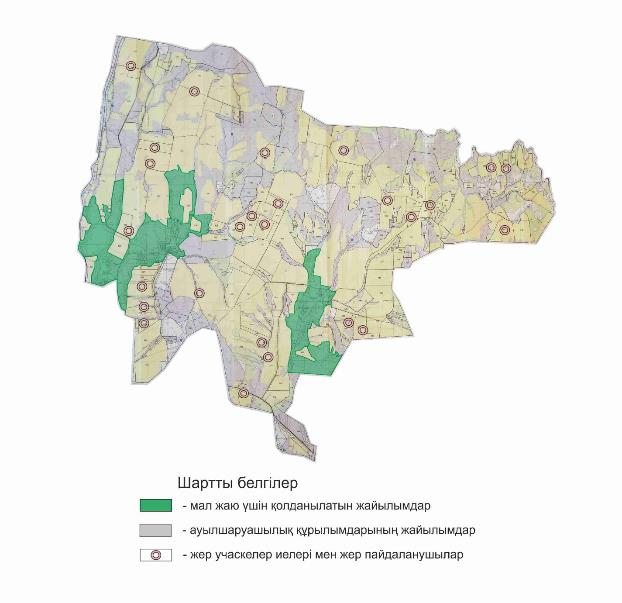 Шартты белгілер
- мал жаю үшін қолданылатын жайылымдар
- ауылшаруашылық құрылымдарының жайылымдар
- жер учаскелер иелері мен жер пайдаланушылар